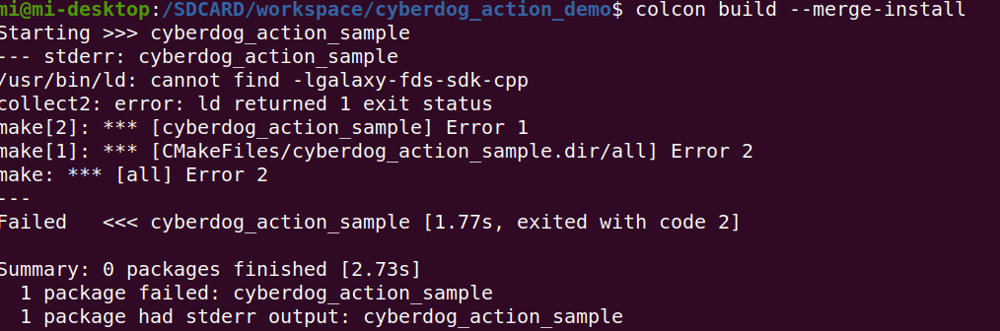 mi@mi-desktop:/SDCARD/workspace/cyberdog_action_demo$ colcon build --merge-install
Starting >>> cyberdog_action_sample
--- stderr: cyberdog_action_sample
/usr/bin/ld: cannot find -lgalaxy-fds-sdk-cpp
collect2: error: ld returned 1 exit status
make[2]: *** [cyberdog_action_sample] Error 1
make[1]: *** [CMakeFiles/cyberdog_action_sample.dir/all] Error 2
make: *** [all] Error 2
---
Failed   <<< cyberdog_action_sample [1.77s, exited with code 2]

Summary: 0 packages finished [2.73s]
  1 package failed: cyberdog_action_sample
  1 package had stderr output: cyberdog_action_sample